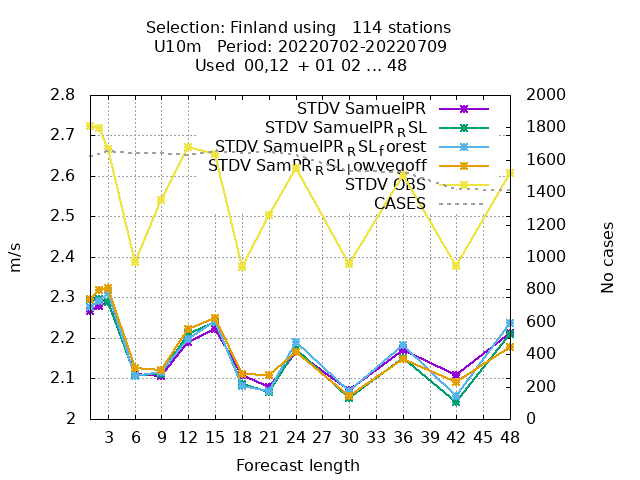 Selection: Finland using   114 stations
U10m   Period: 20220702-20220709
Used  00,12  + 01 02 ... 48
2.8
2.7
2.6
2.5
2.4
2.3
2.2
2.1
2
2000
1800
1600
1400
1200
1000
800
600
400
200
0
STDV SamuelPR
STDV SamuelPR_RSL
STDV SamuelPR_RSL_forest
STDV SamPR_RSL_lowvegoff
STDV OBS
CASES
m/s
No cases
3 6 9 12 15 18 21 24 27 30 33 36 39 42 45 48
Forecast length